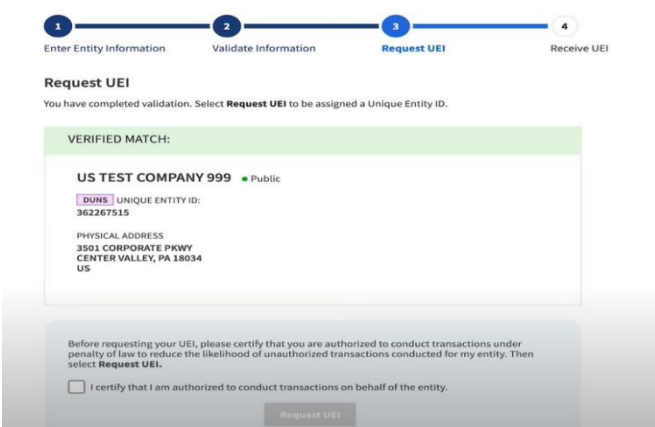 1 2 3 4
Enter Entity Information Validate Information Request UEI Receive UEI
Request UEI
You have completed validation. Select Request UEI to be assigned a Unique Entity ID.
VERIFIED MATCH:
US TEST COMPANY 999 • Public
DUNS UNIQUE ENTITY ID:
362267515
PHYSICAL ADDRESS
3501 CORPORATE PKWY
CENTER VALLEY, PA 18034
US
Before requesting your UEI, please certify that you are authorized to conduct transactions under
penalty of law to reduce the likelihood of unauthorized transactions conducted for my entity. Then
select Request UEI.
I certify that I am authorized to conduct transactions on behalf of the entity.
Request UEI